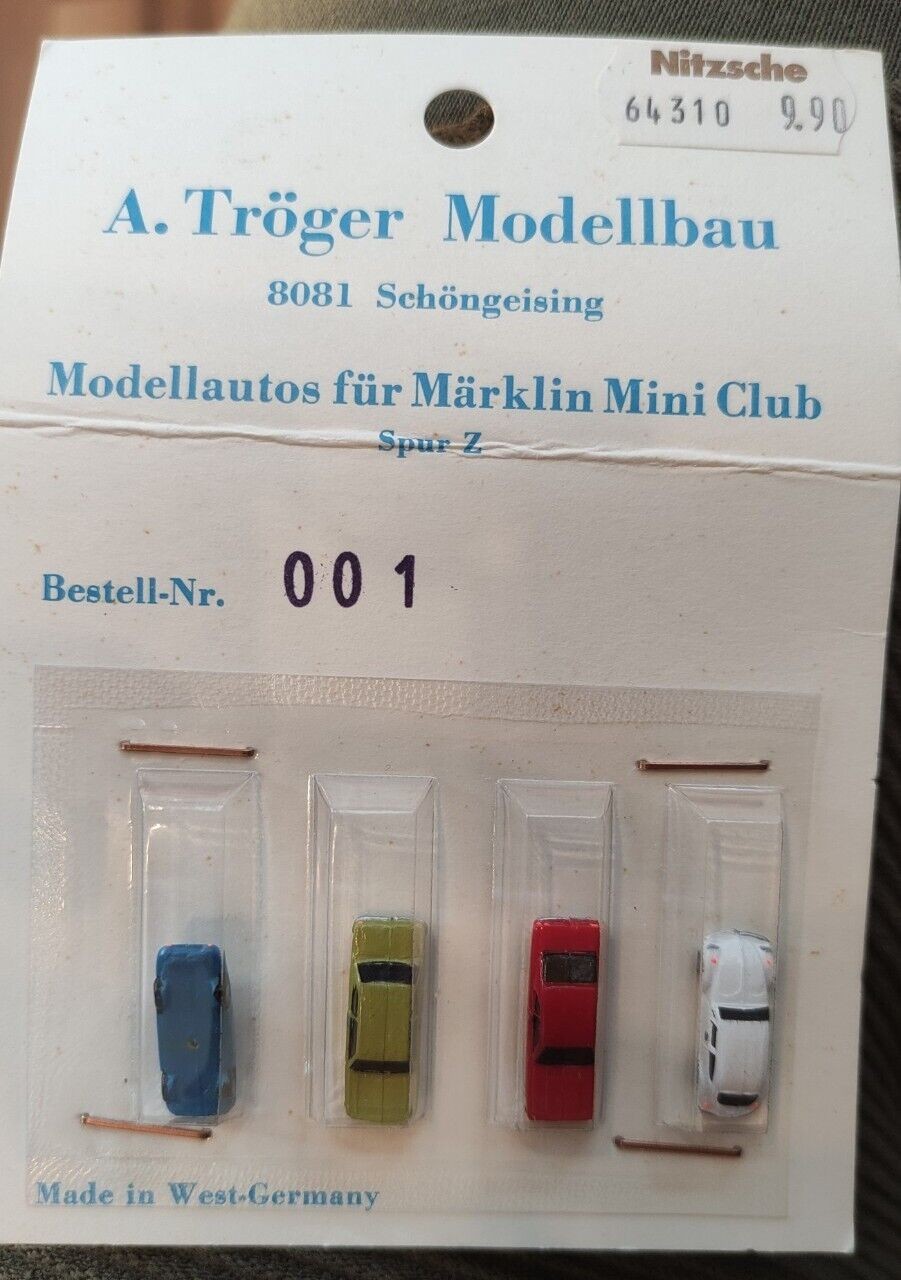 Nitzsche
64310 9.90
A. Tröger Modellbau
8081 Schöngeising
Modellautos für Märklin Mini Club
Spur Z
Bestell-Nr. 001
Made in West-Germany